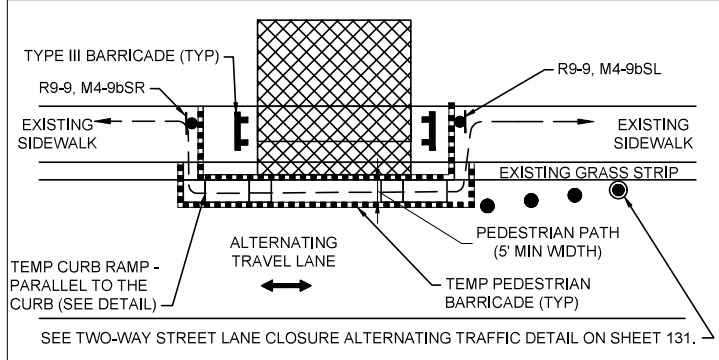 TYPE III BARRICADE (TYP)
R9-9, M4-9bSR
R9-9, M4-9bSL
EXISTING
SIDEWALK
EXISTING
SIDEWALK
EXISTING GRASS STRIP
PEDESTRIAN PATH
(5' MIN WIDTH)
ALTERNATING
TRAVEL LANE
TEMP CURB RAMP -
PARALLEL TO THE
CURB (SEE DETAIL)
TEMP PEDESTRIAN
BARRICADE (TYP)
SEE TWO-WAY STREET LANE CLOSURE ALTERNATING TRAFFIC DETAIL ON SHEET 131.